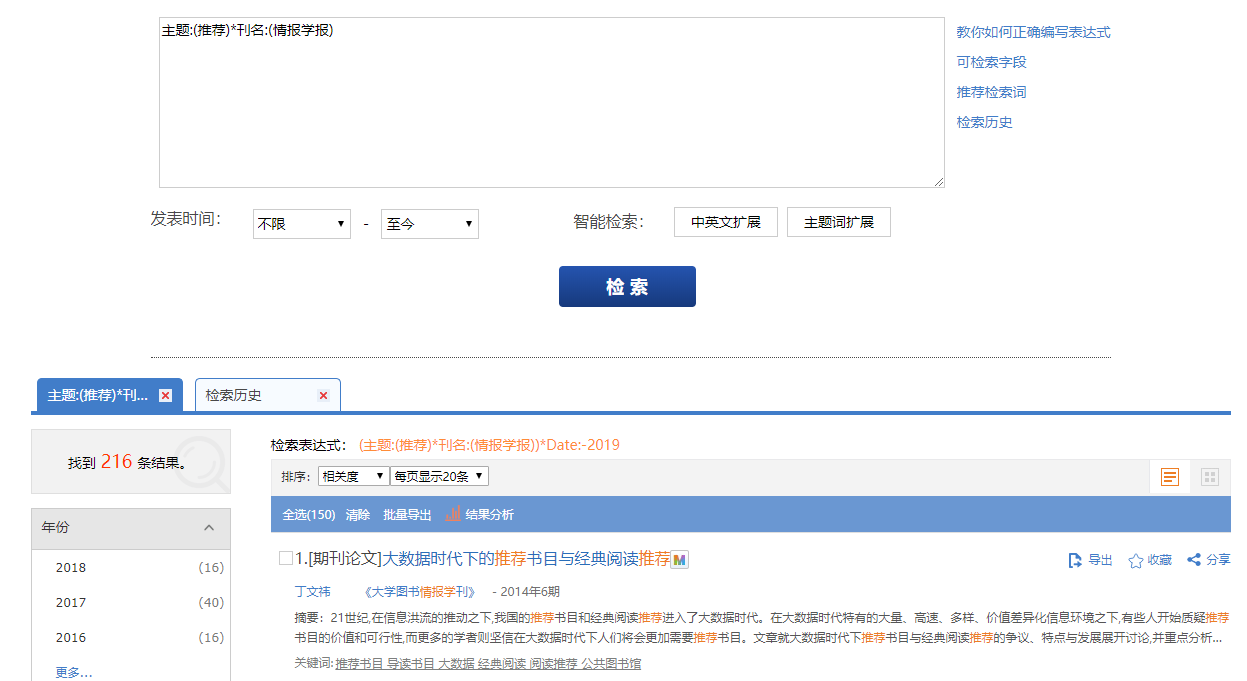 主题:(推荐)*刊名:(情报学报)
教你如何正确编写表达式
可检索字段
推荐检索词
检索历史
发表时间： 不限 - 至今 智能检索： 中英文扩展 主题词扩展
检 索
主题:(推荐)*刊... 检索历史
找到 216 条结果。
检索表达式： (主题:(推荐)*刊名:(情报学报))*Date:-2019
排序: 相关度 每页显示20条
全选(150) 清除 批量导出 结果分析
年份
2018 (16)
2017 (40)
2016 (16)
更多...
1.[期刊论文]大数据时代下的推荐书目与经典阅读推荐 M
导出 收藏 分享
丁文祎 《大学图书情报学刊》 - 2014年6期
摘要：21世纪,在信息洪流的推动之下,我国的推荐书目和经典阅读推荐进入了大数据时代。在大数据时代特有的大量、高速、多样、价值差异化信息环境之下,有些人开始质疑推荐
书目的价值和可行性,而更多的学者则坚信在大数据时代下人们将会更加需要推荐书目。文章就大数据时代下推荐书目与经典阅读推荐的争议、特点与发展展开讨论,并重点分析...
关键词: 推荐书目 导读书目 大数据 经典阅读 阅读推荐 公共图书馆